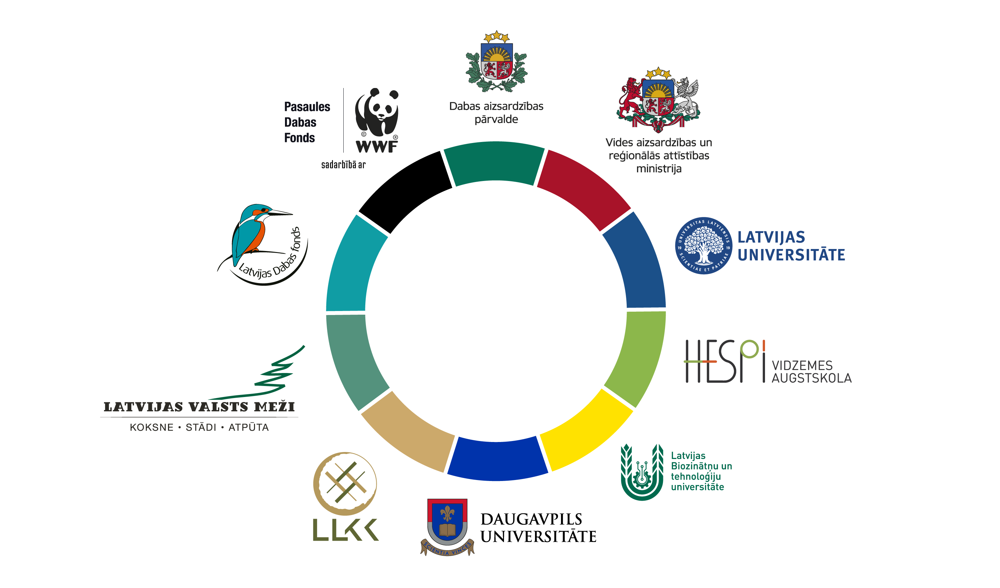 Dabas aizsardzības
pārvalde
Vides aizsardzības un
reģionālās attīstības
ministrija
UNIVERSITAS LATVIENSIS
19 19
SCIENTIAE ET PATRIAE
LATVIJAS
UNIVERSITĀTE
HESPI
VIDZEMES
AUGSTSKOLA
Latvijas
Biozinātņu un
tehnoloģiju
universitāte
DAUGAVPILS
UNIVERSITĀTE
SCIENTIA VINCES
LLKK
LATVIJAS VALSTS MEŽI
KOKSNE • STĀDI • ATPŪTA
Latvijas Dabas fonds
Pasaules
Dabas
Fonds
© ®
WWF
sadarbībā ar